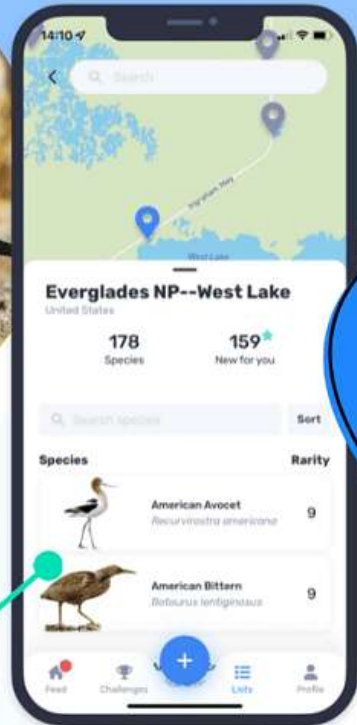 14:10
Search
Ingraham Hwy
West Lake
Everglades NP--West Lake
United States
178 159
Species New for you
Search species Sort
Species Rarity
American Avocet
Recurvirostra americana 9
American Bittern
Botaurus lentiginosus 9
+
Feed Challenges Lists Profile